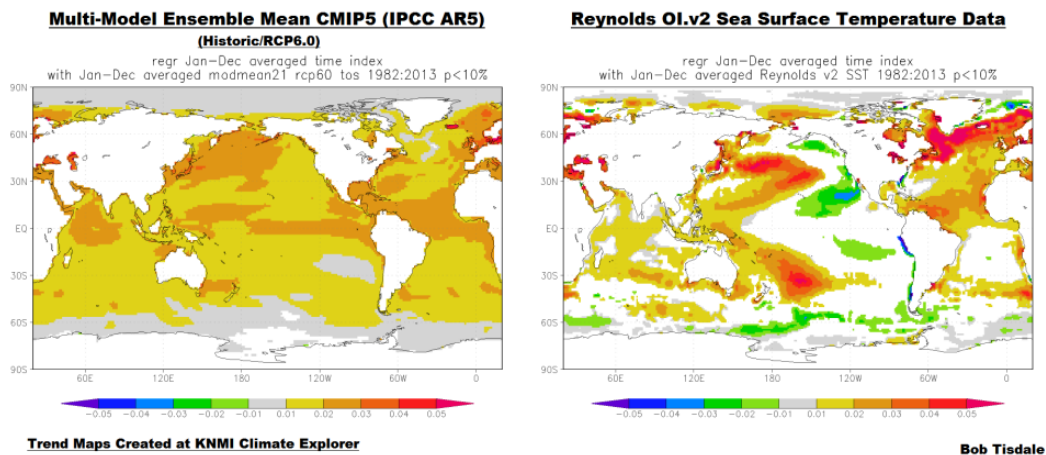 Multi-Model Ensemble Mean CMIP5 (IPCC AR5)
(Historic/RCP6.0)
regr Jan-Dec averaged time index
with Jan-Dec averaged modmean21 rcp60 tos 1982:2013 p<10%
90N
60N
30N
EQ
30S
60S
90S
60E 120E 180 120W 60W 0
-0.05 -0.04 -0.03 -0.02 -0.01 0.01 0.02 0.03 0.04 0.05
Reynolds OI.v2 Sea Surface Temperature Data
regr Jan-Dec averaged time index
with Jan-Dec averaged Reynolds v2 SST 1982:2013 p<10%
90N
60N
30N
EQ
30S
60S
90S
60E 120E 180 120W 60W 0
-0.05 -0.04 -0.03 -0.02 -0.01 0.01 0.02 0.03 0.04 0.05
Trend Maps Created at KNMI Climate Explorer
Bob Tisdale